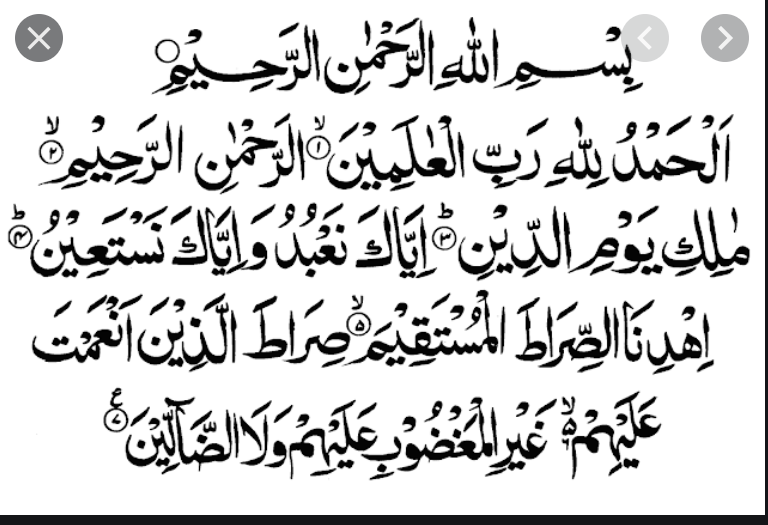 بِسْمِ اللهِ الرَّحْمٰنِ الرَّحِيْمِ ۝
اَلْحَمْدُ لِلّٰهِ رَبِّ الْعٰلَمِيْنَ ۙ﴿۱﴾ الرَّحْمٰنِ الرَّحِيْمِ ۙ﴿۲﴾
مٰلِكِ يَوْمِ الدِّيْنِ ؕ﴿۳﴾ اِيَّاكَ نَعْبُدُ وَاِيَّاكَ نَسْتَعِيْنُ ؕ﴿۴﴾
اِهْدِنَا الصِّرَاطَ الْمُسْتَقِيْمَ ۙ﴿۵﴾ صِرَاطَ الَّذِيْنَ اَنْعَمْتَ
عَلَيْهِمْ ۙ۬ غَيْرِ الْمَغْضُوْبِ عَلَيْهِمْ وَلَا الضَّآلِّيْنَ ع﴿۷﴾